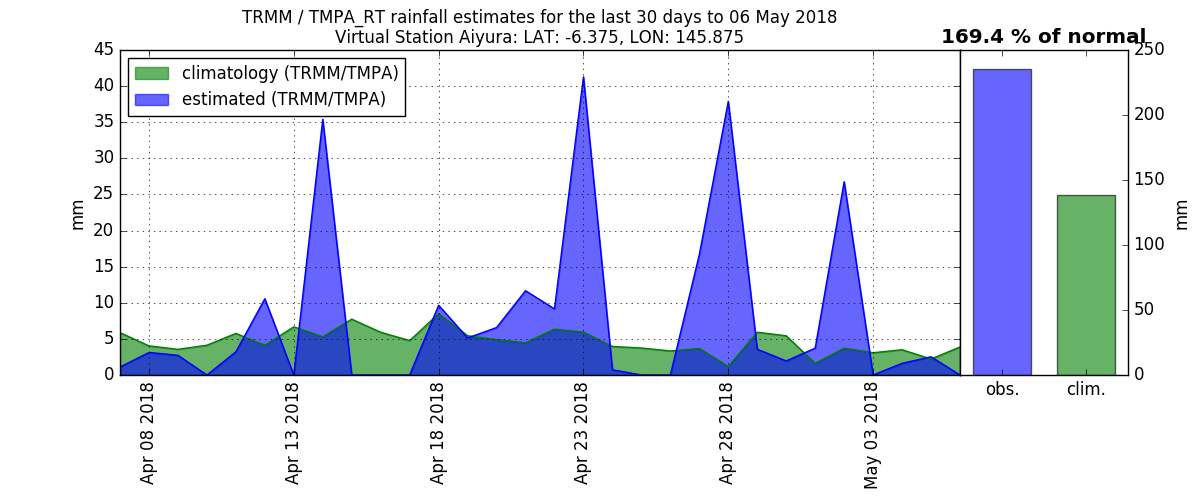 TRMM / TMPA_RT rainfall estimates for the last 30 days to 06 May 2018
Virtual Station Aiyura: LAT: -6.375, LON: 145.875
169.4 % of normal
climatology (TRMM/TMPA)
estimated (TRMM/TMPA)
45
40
35
30
25
20
15
10
5
0
mm
Apr 08 2018
Apr 13 2018
Apr 18 2018
Apr 23 2018
Apr 28 2018
May 03 2018
250
200
150
100
50
0
mm
obs.
clim.